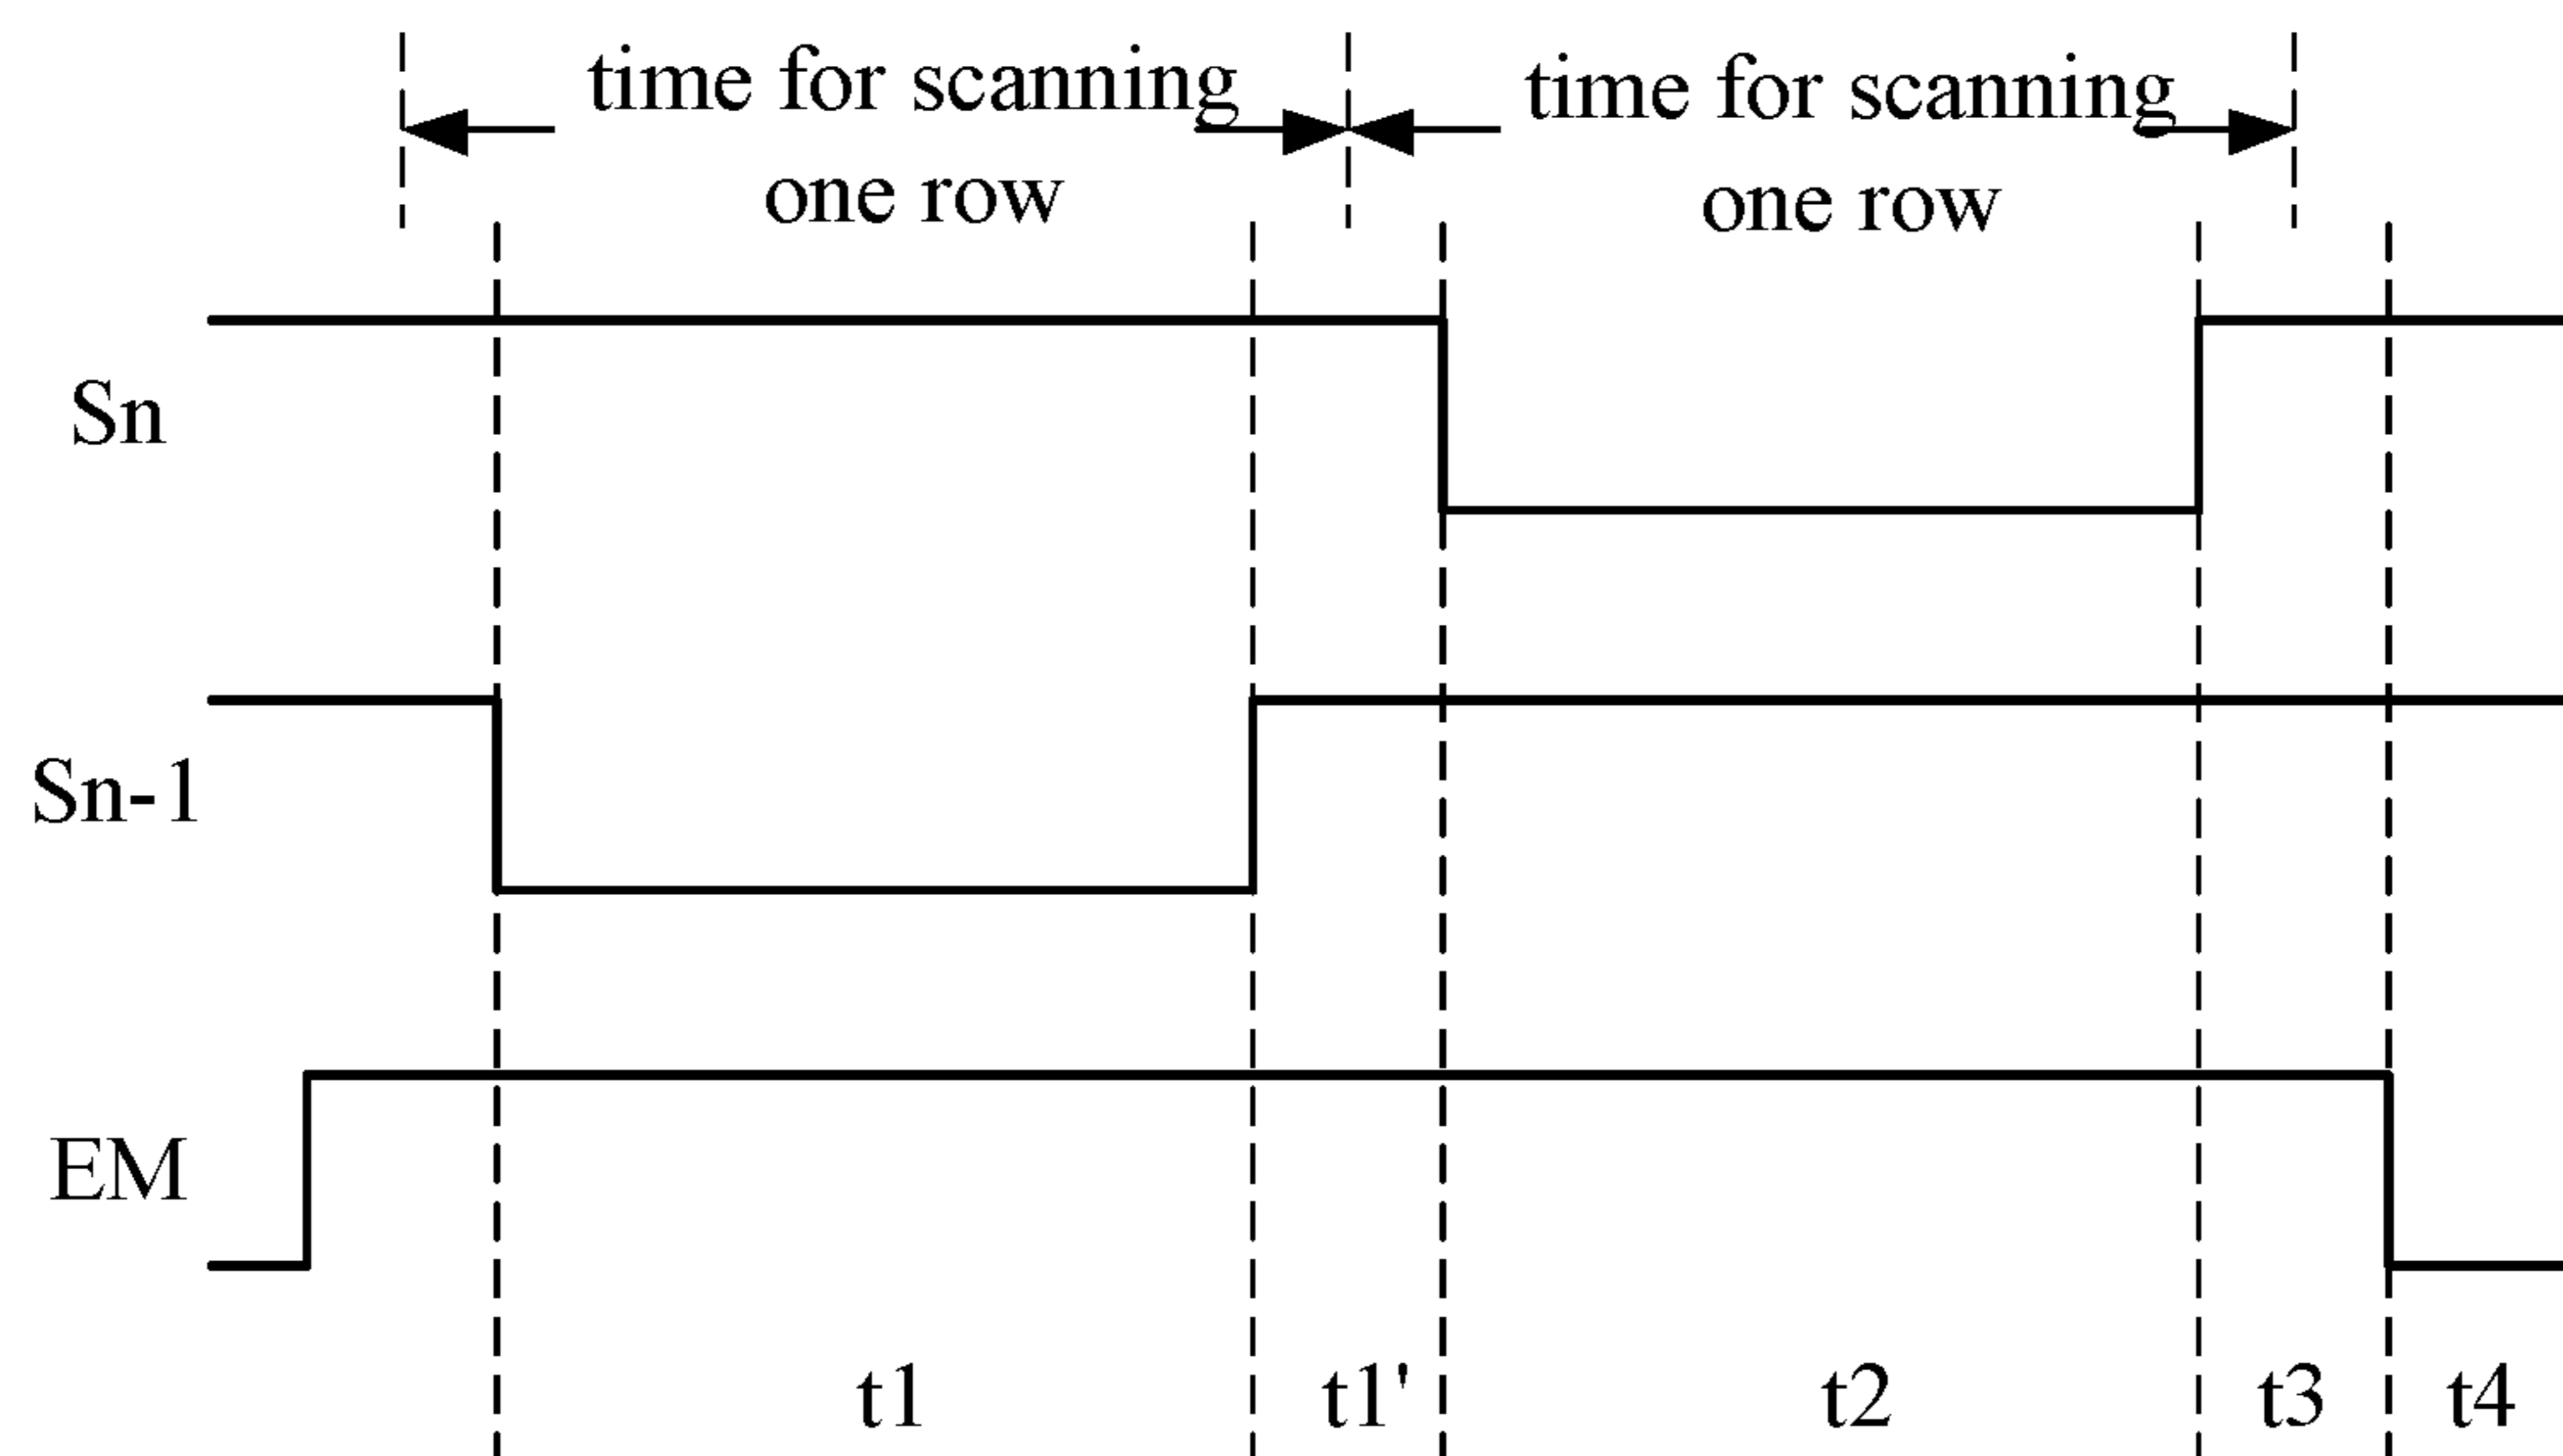 time for scanning
one row
time for scanning
one row
Sn
Sn-1
EM
t1
t1'
t2
t3
t4